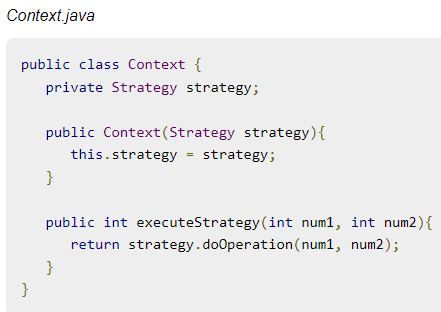 Context.java
public class Context {
   private Strategy strategy;

   public Context(Strategy strategy){
      this.strategy = strategy;
   }

   public int executeStrategy(int num1, int num2){
      return strategy.doOperation(num1, num2);
   }
}